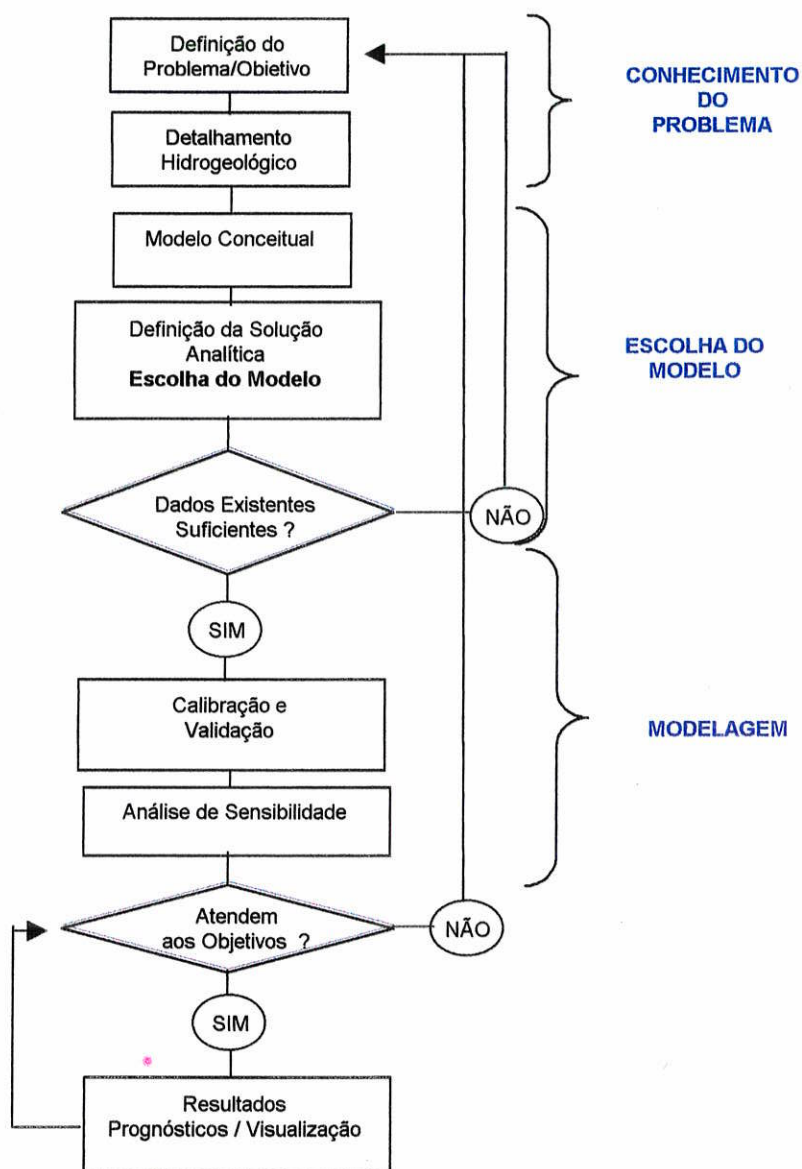 Definição do
Problema/Obietivo
CONHECIMENTO
DO
PROBLEMA
Detalhamento
Hidrogeológico
Modelo Conceitual
Definição da Solução
Analítica
Escolha do Modelo
ESCOLHA DO
MODELO
Dados Existentes
Suficientes ?
NÃO
SIM
Calibração e
Validação
MODELAGEM
Análise de Sensibilidade
Atendem
aos Objetivos ?
NÃO
SIM
Resultados
Prognósticos / Visualização